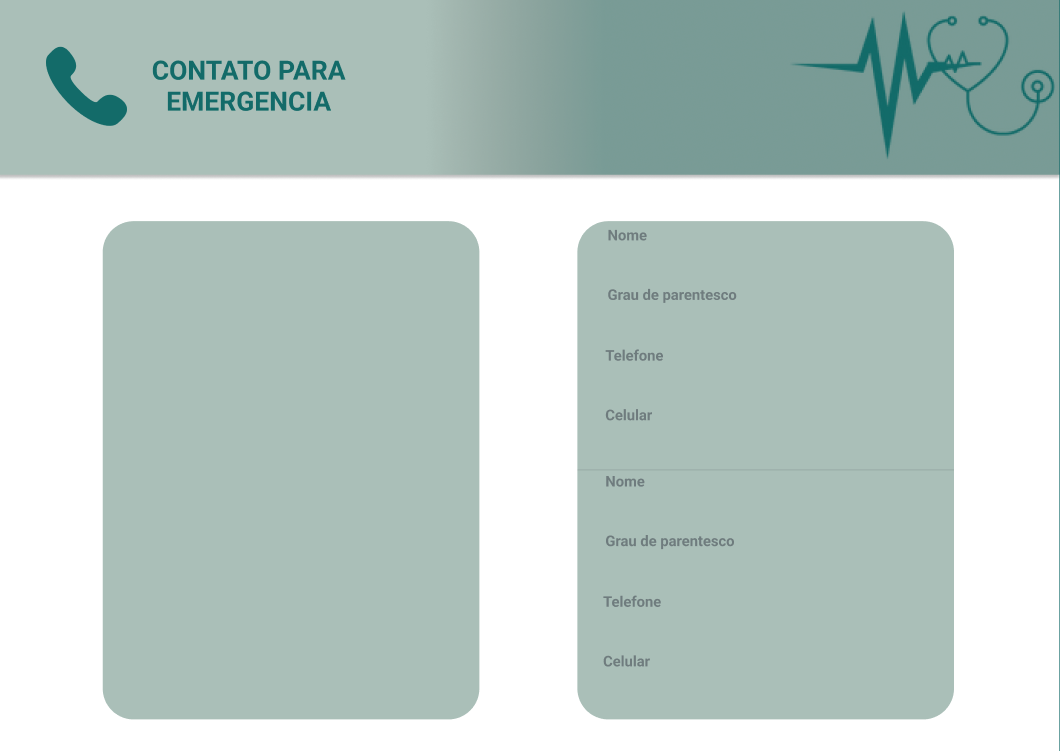 CONTATO PARA
EMERGENCIA
Nome
Grau de parentesco
Telefone
Celular
Nome
Grau de parentesco
Telefone
Celular